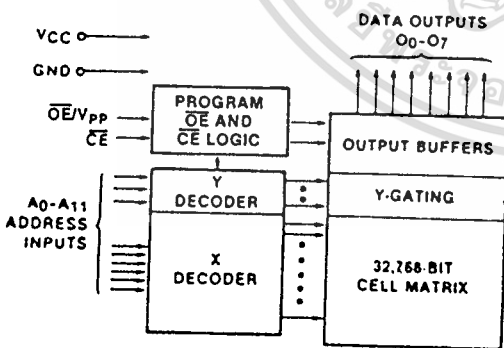 DATA OUTPUTS
O0-O7
VCC
GND
OE/VPP
CE
PROGRAM
OE AND
CE LOGIC
OUTPUT BUFFERS
A0-A11
ADDRESS
INPUTS
Y
DECODER
Y-GATING
X
DECODER
32,768-BIT
CELL MATRIX